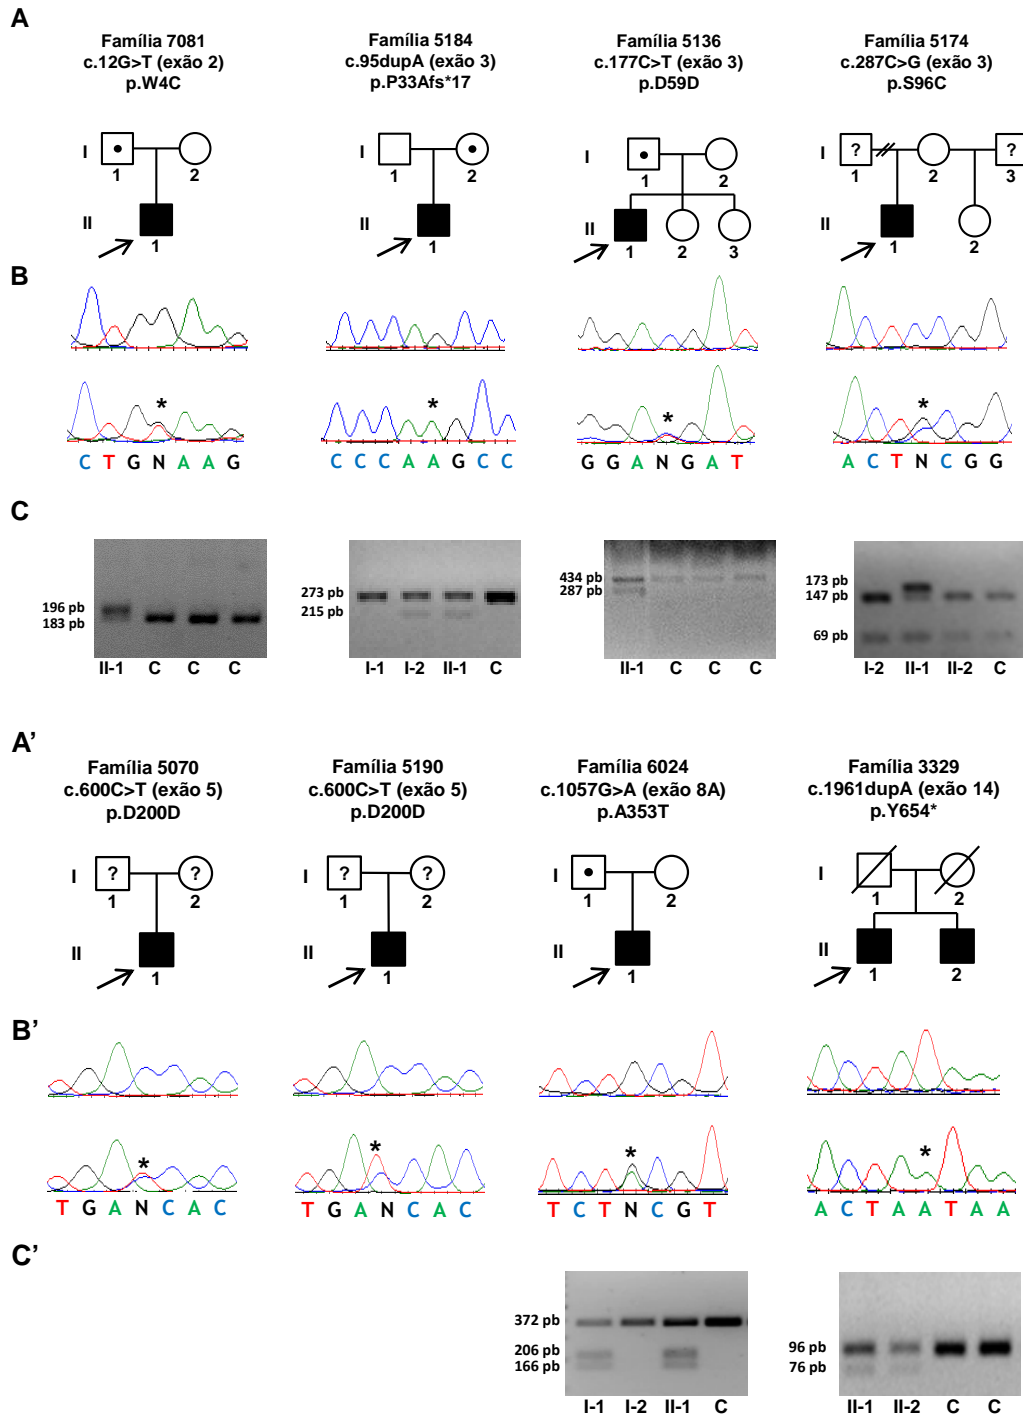 A
Família 7081
c.12G>T (exão 2)
p.W4C
Família 5184
c.95dupA (exão 3)
p.P33Afs*17
Família 5136
c.177C>T (exão 3)
p.D59D
Família 5174
c.287C>G (exão 3)
p.S96C
I
1
2
II
1
I
1
2
II
1
I
1
2
II
1
2
3
I
?
1
2
?
3
II
1
2
B
*
C T G N A A G
*
C C C A A G C C
*
G G A N G A T
*
A C T N C G G
C
196 pb
183 pb
II-1 C C C
273 pb
215 pb
I-1 I-2 II-1 C
434 pb
287 pb
II-1 C C C
173 pb
147 pb
69 pb
I-2 II-1 II-2 C
A'
Família 5070
c.600C>T (exão 5)
p.D200D
Família 5190
c.600C>T (exão 5)
p.D200D
Família 6024
c.1057G>A (exão 8A)
p.A353T
Família 3329
c.1961dupA (exão 14)
p.Y654*
I
?
1
?
2
II
1
I
?
1
?
2
II
1
I
1
2
II
1
I
1
2
II
1
2
B'
*
T G A N C A C
*
T G A N C A C
*
T C T N C G T
*
A C T A A T A A
C'
372 pb
206 pb
166 pb
I-1 I-2 II-1 C
96 pb
76 pb
II-1 II-2 C C